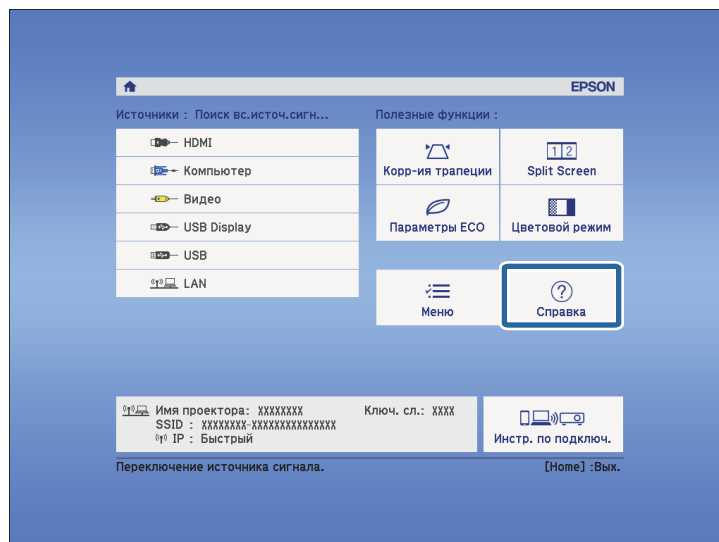 EPSON
Источники : Поиск вс.источ.сигн...
HDMI
Компьютер
Видео
USB Display
USB
LAN
Полезные функции :
Корр-ия трапеции
1 2
Split Screen
Параметры ECO
Цветовой режим
Меню
?
Справка
Имя проектора: XXXXXXXX Ключ. сл.: XXXX
SSID : XXXXXXXX-XXXXXXXXXXXXXXX
IP : Быстрый
Инстр. по подключ.
Переключение источника сигнала. [Home] :Вых.